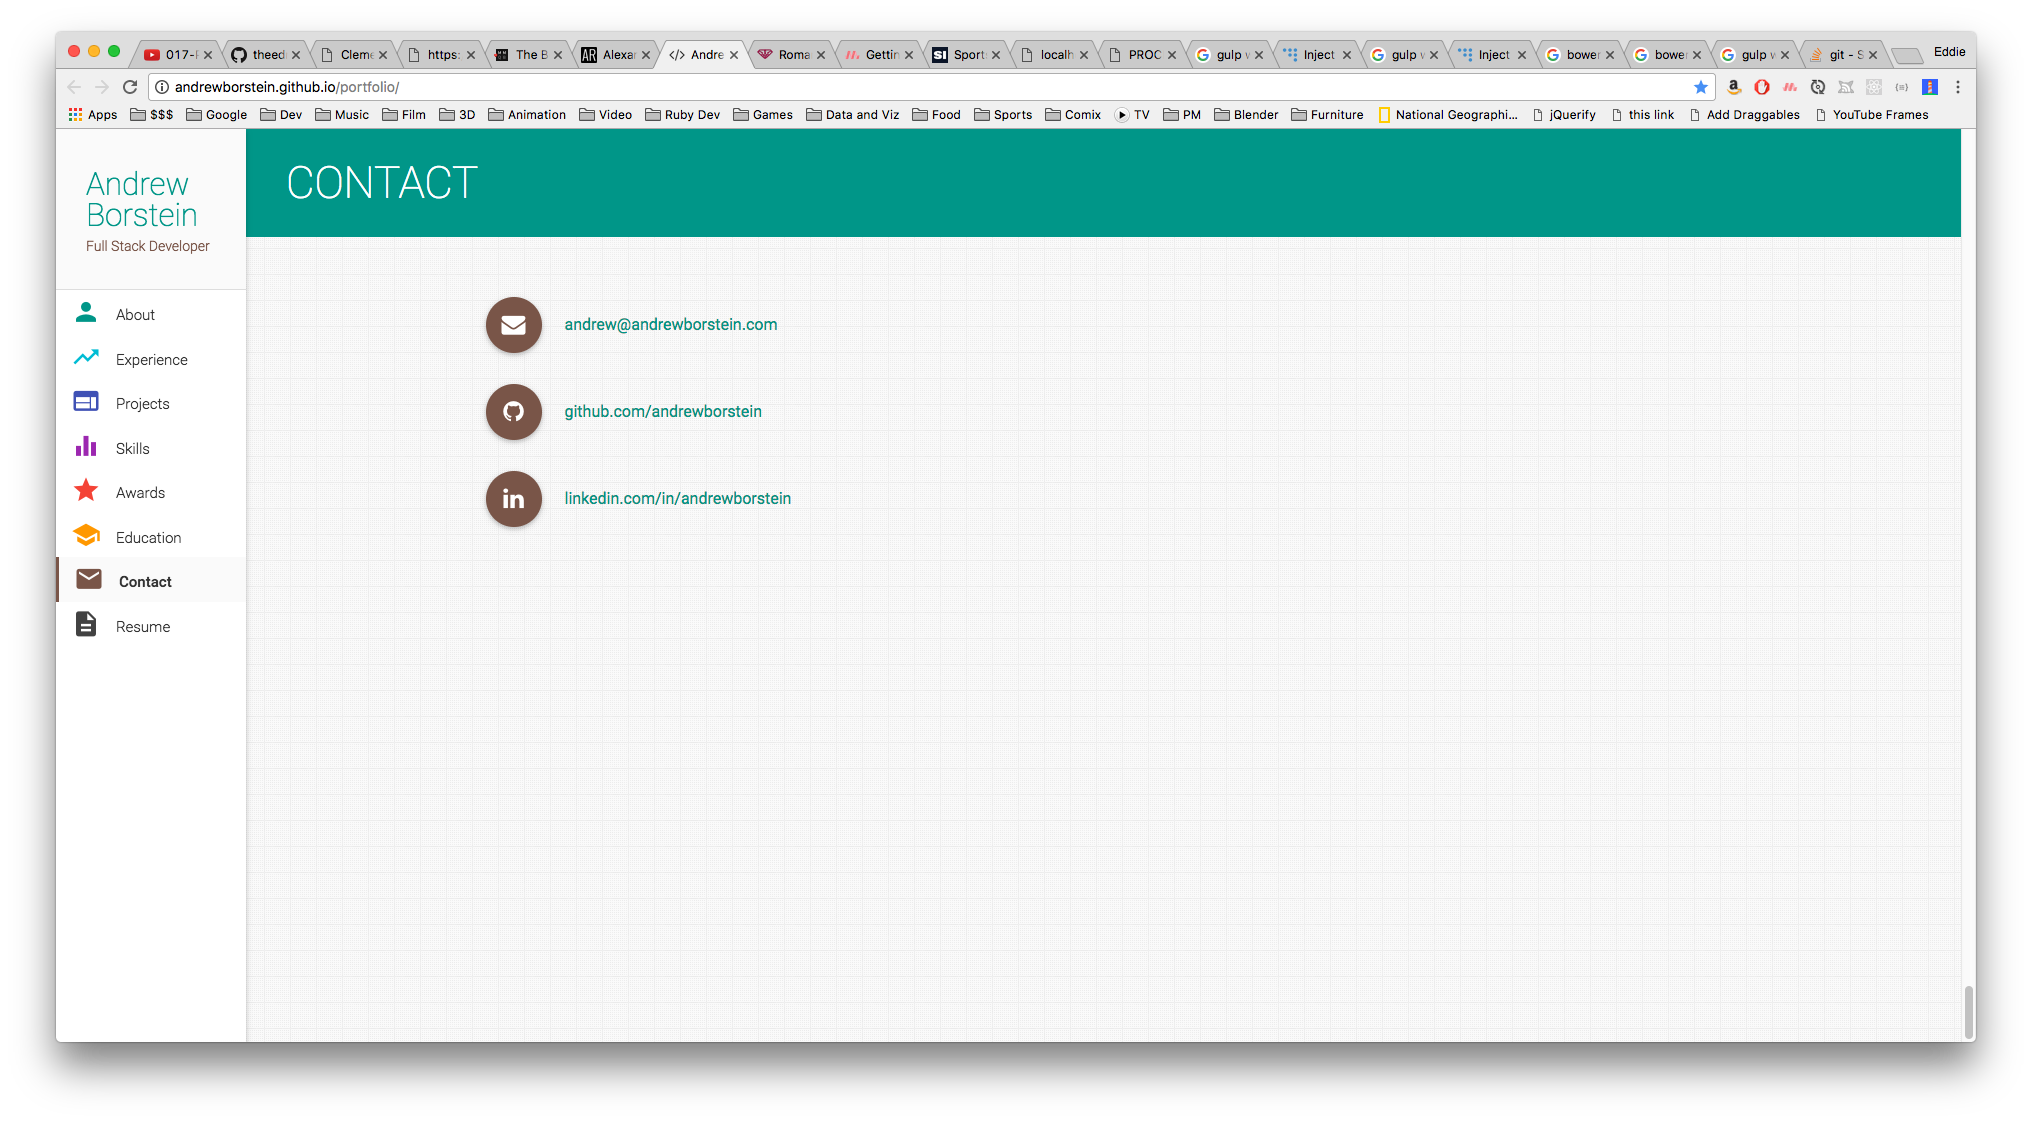 017-F theed Cleme https: The B Alexar Andre Roma Gettin Sport localh PROC gulp w Inject gulp w Inject bower bower gulp w git - S Eddie
andrewborstein.github.io/portfolio/
Apps $$$ Google Dev Music Film 3D Animation Video Ruby Dev Games Data and Viz Food Sports Comix TV PM Blender Furniture National Geographi... jQuerify this link Add Draggables YouTube Frames
Andrew
Borstein
Full Stack Developer
About
Experience
Projects
Skills
Awards
Education
Contact
Resume
CONTACT
andrew@andrewborstein.com
github.com/andrewborstein
linkedin.com/in/andrewborstein